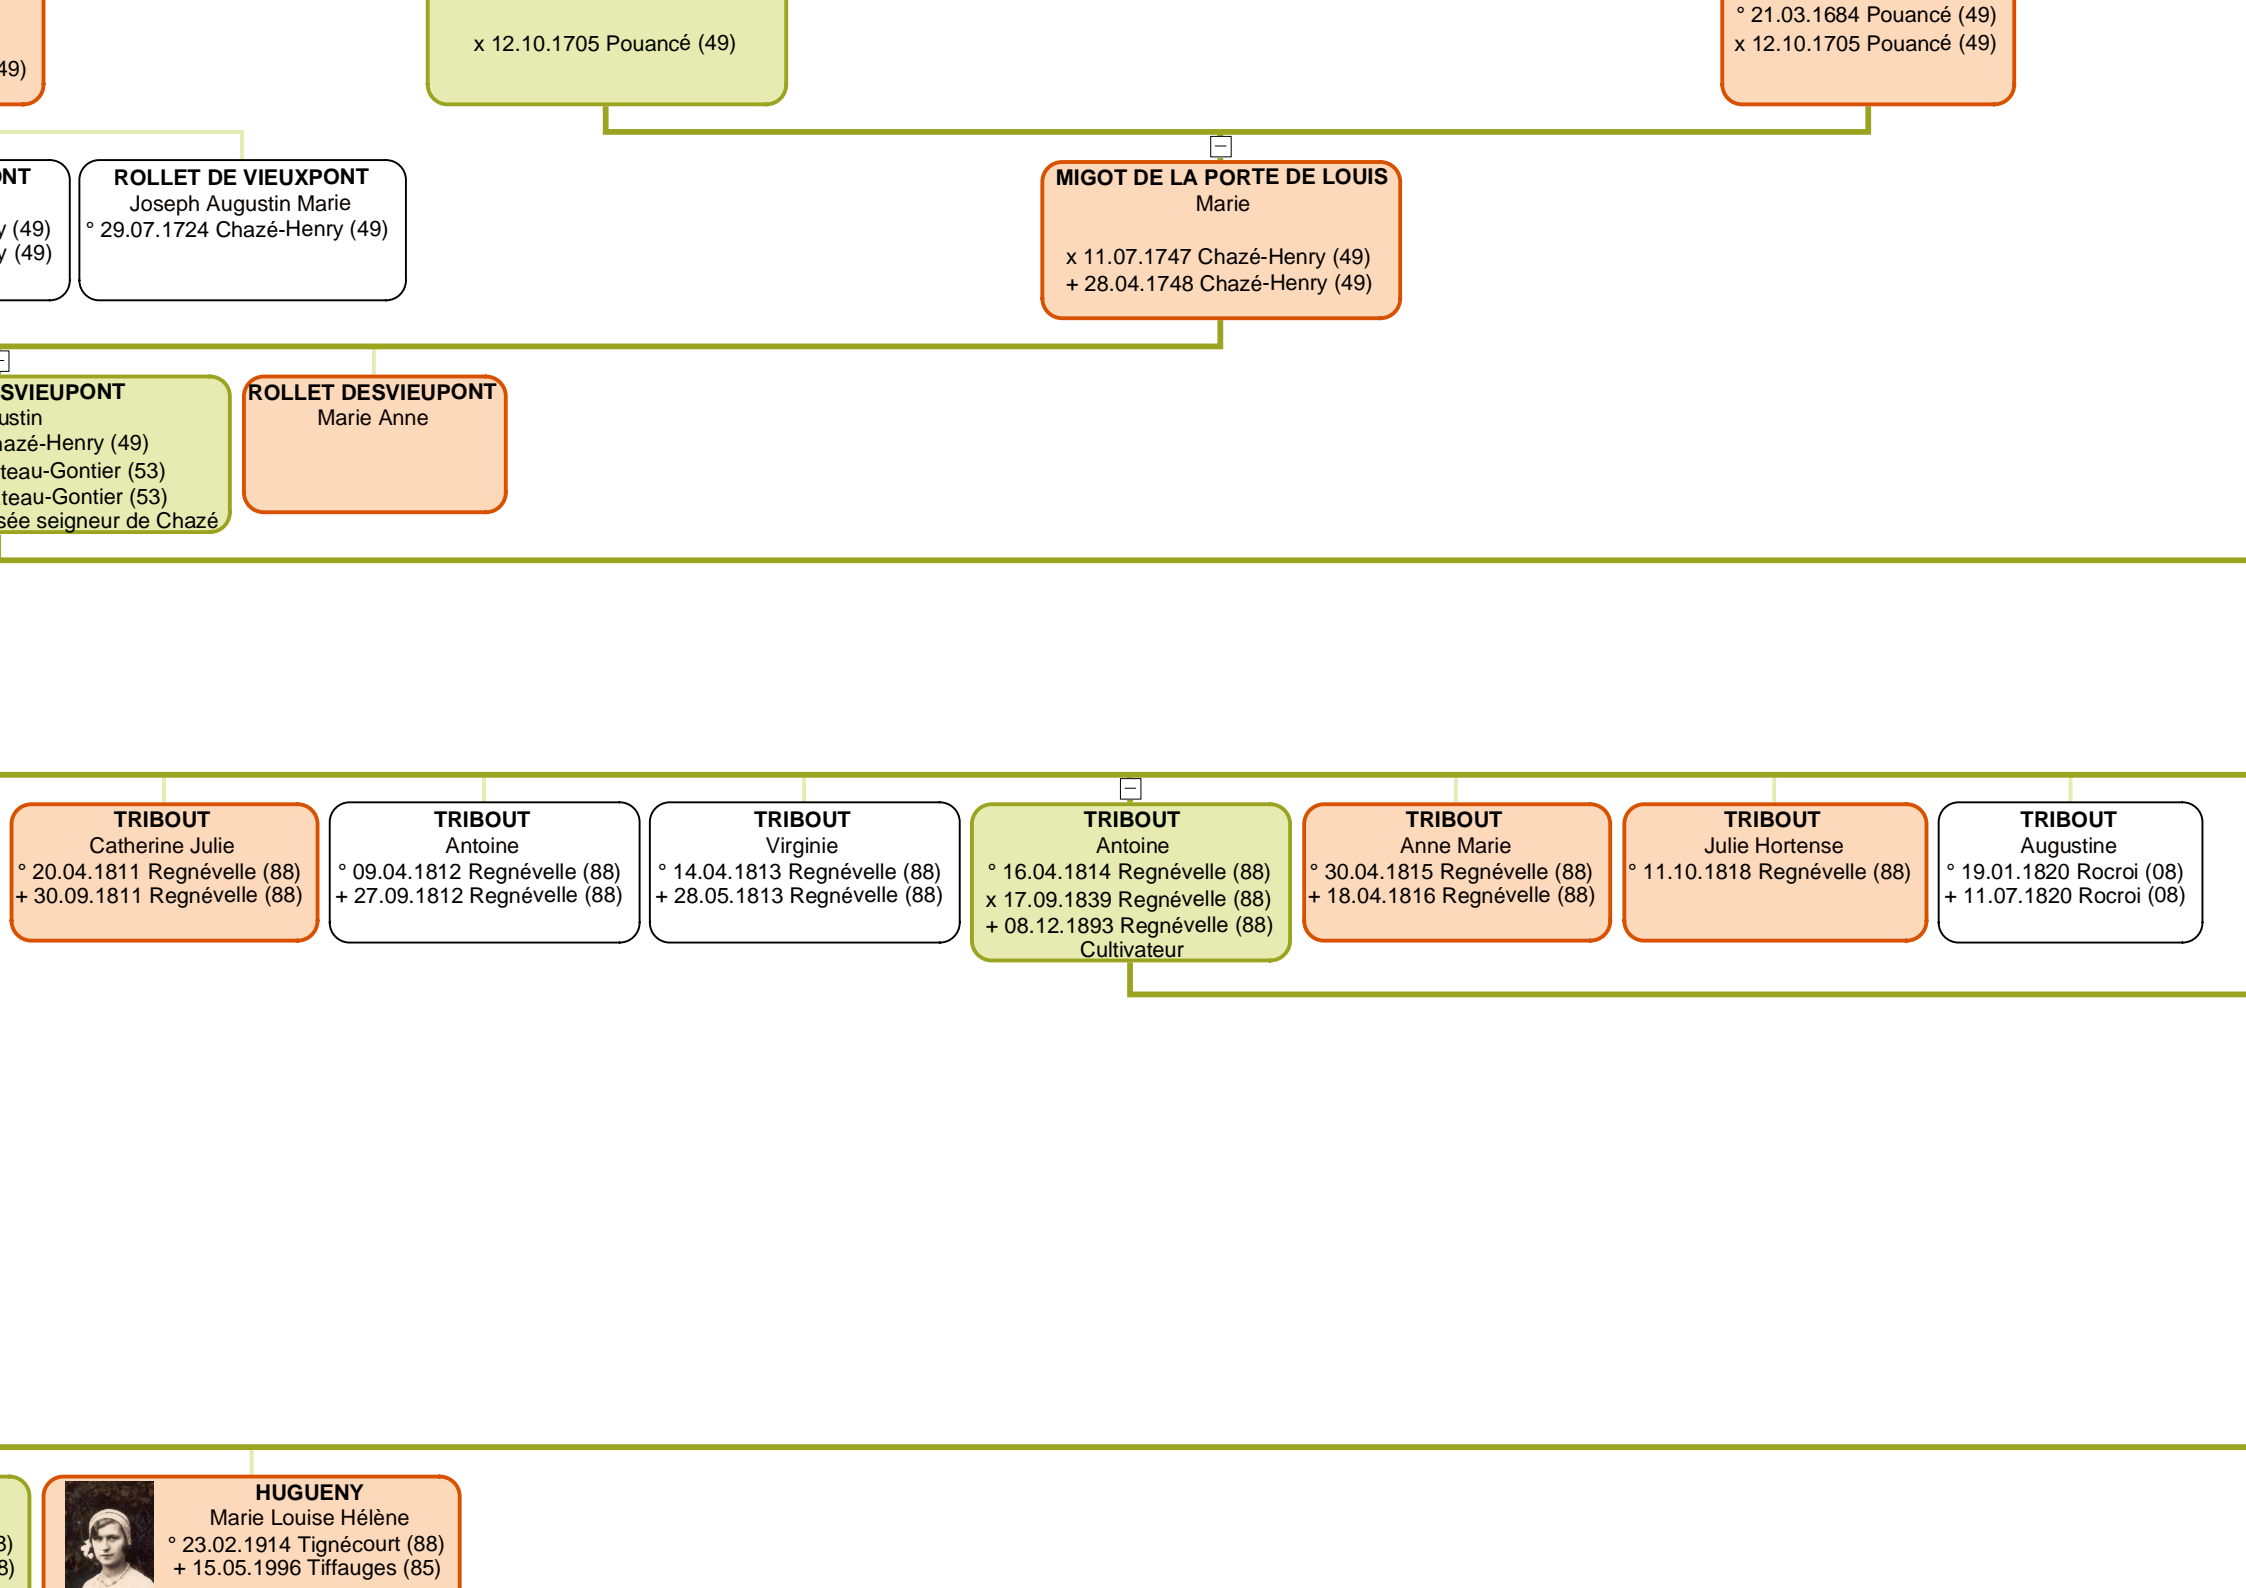 49)
x 12.10.1705 Pouancé (49)
° 21.03.1684 Pouancé (49)
x 12.10.1705 Pouancé (49)
ONT
y (49)
y (49)
ROLLET DE VIEUXPONT
Joseph Augustin Marie
° 29.07.1724 Chazé-Henry (49)
MIGOT DE LA PORTE DE LOUIS
Marie
x 11.07.1747 Chazé-Henry (49)
+ 28.04.1748 Chazé-Henry (49)
SVIEUPONT
ustin
hazé-Henry (49)
teau-Gontier (53)
teau-Gontier (53)
sée seigneur de Chazé
ROLLET DESVIEUPONT
Marie Anne
TRIBOUT
Catherine Julie
° 20.04.1811 Regnévelle (88)
+ 30.09.1811 Regnévelle (88)
TRIBOUT
Antoine
° 09.04.1812 Regnévelle (88)
+ 27.09.1812 Regnévelle (88)
TRIBOUT
Virginie
° 14.04.1813 Regnévelle (88)
+ 28.05.1813 Regnévelle (88)
TRIBOUT
Antoine
° 16.04.1814 Regnévelle (88)
x 17.09.1839 Regnévelle (88)
+ 08.12.1893 Regnévelle (88)
Cultivateur
TRIBOUT
Anne Marie
° 30.04.1815 Regnévelle (88)
+ 18.04.1816 Regnévelle (88)
TRIBOUT
Julie Hortense
° 11.10.1818 Regnévelle (88)
TRIBOUT
Augustine
° 19.01.1820 Rocroi (08)
+ 11.07.1820 Rocroi (08)
8)
8)
HUGUENY
Marie Louise Hélène
° 23.02.1914 Tignécourt (88)
+ 15.05.1996 Tiffauges (85)